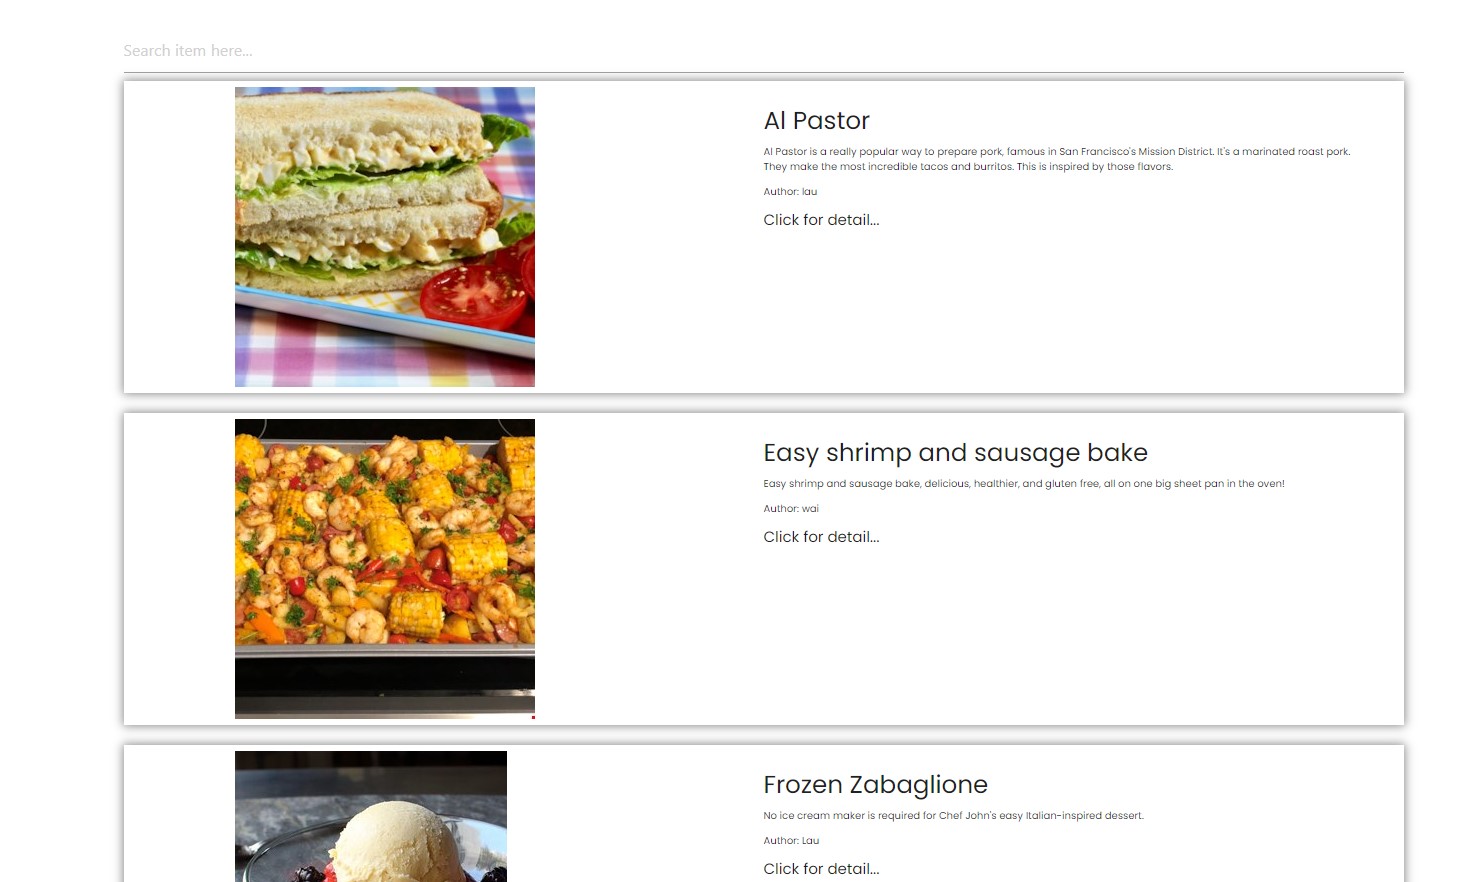 Search item here...
Al Pastor
Al Pastor is a really popular way to prepare pork, famous in San Francisco's Mission District. It's a marinated roast pork.
They make the most incredible tacos and burritos. This is inspired by those flavors.
Author: lau
Click for detail...
Easy shrimp and sausage bake
Easy shrimp and sausage bake, delicious, healthier, and gluten free, all on one big sheet pan in the oven!
Author: wai
Click for detail...
Frozen Zabaglione
No ice cream maker is required for Chef John's easy Italian-inspired dessert.
Author: Lau
Click for detail...